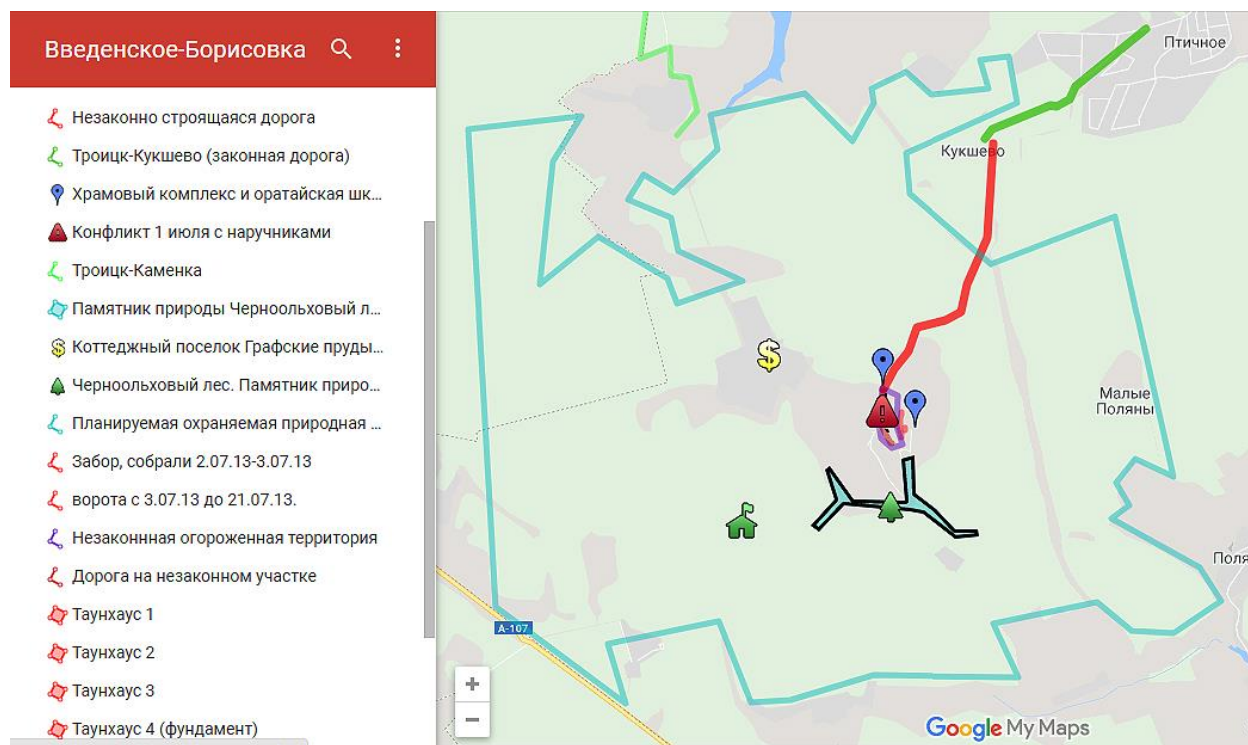 Введенское-Борисовка
Незаконно строящаяся дорога
Троицк-Кукшево (законная дорога)
Храмовый комплекс и оратайская шк...
Конфликт 1 июля с наручниками
Троицк-Каменка
Памятник природы Черноольховый л...
Коттеджный поселок Графские пруды...
Черноольховый лес. Памятник приро...
Планируемая охраняемая природная ...
Забор, собрали 2.07.13-3.07.13
ворота с 3.07.13 до 21.07.13.
Незаконнная огороженная территория
Дорога на незаконном участке
Таунхаус 1
Таунхаус 2
Таунхаус 3
Таунхаус 4 (фундамент)
Птичное
Кукшево
Малые
Поляны
Поля
А-107
Google My Maps